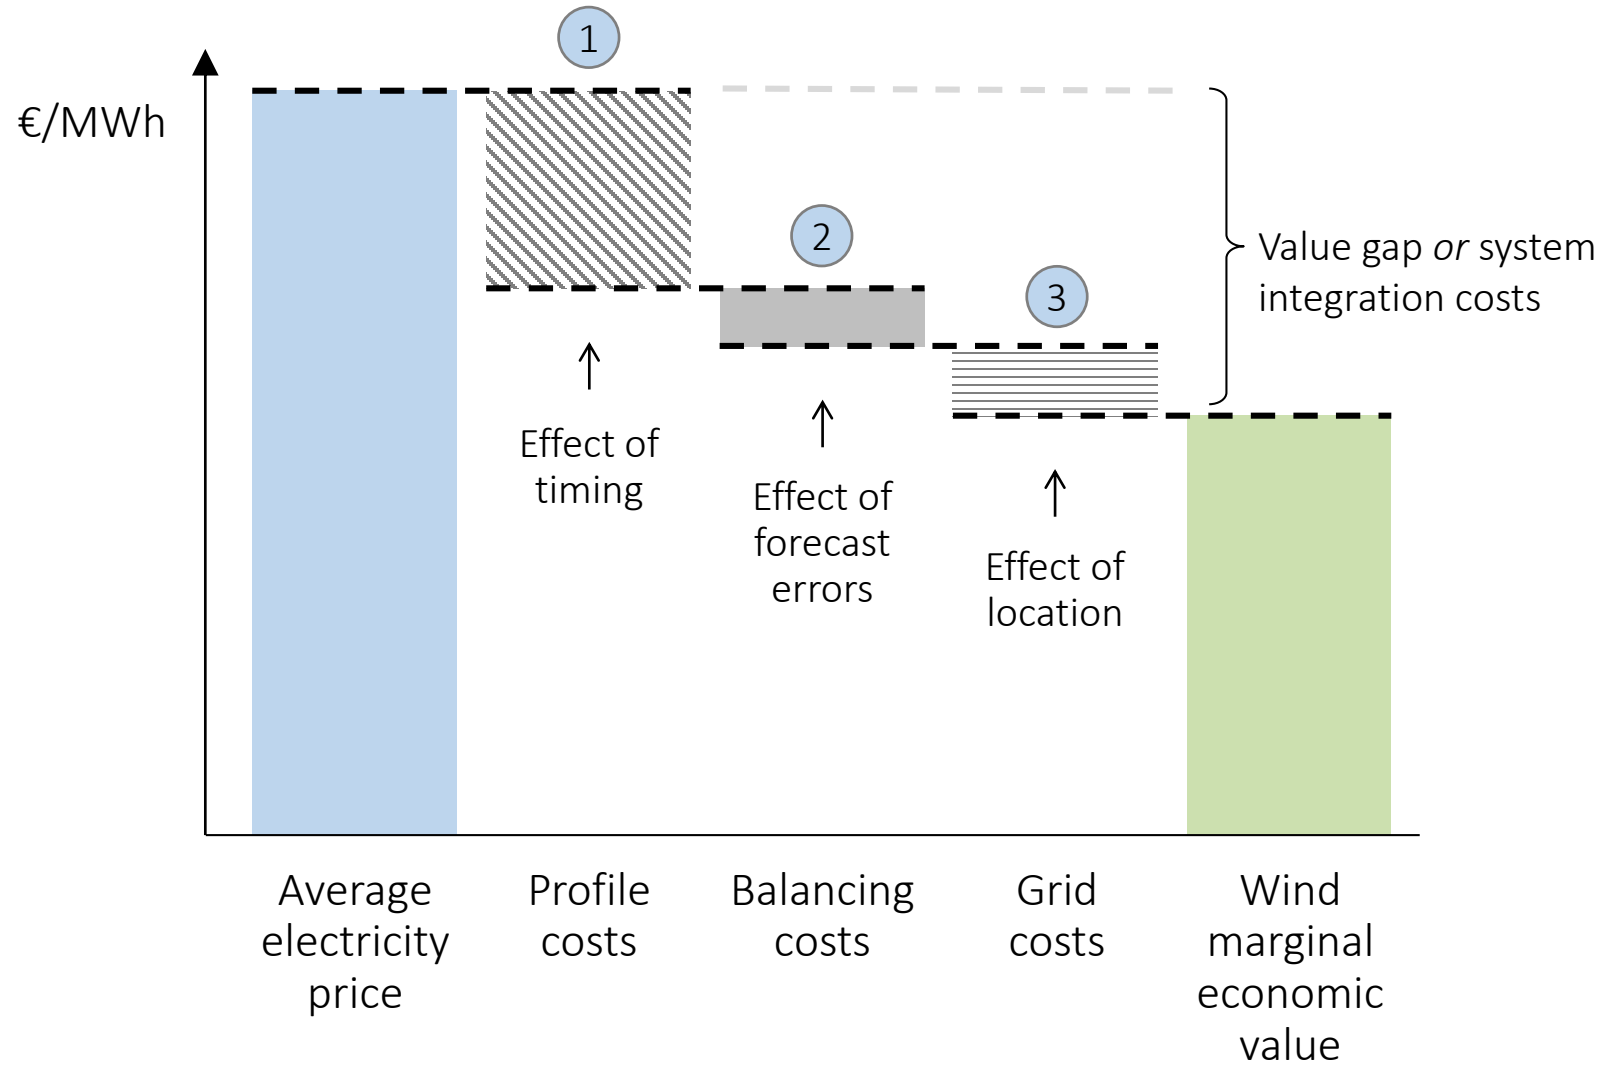 1
€/MWh
2
Value gap or system
integration costs
3
Effect of
timing
Effect of
forecast
errors
Effect of
location
Average
electricity
price
Profile
costs
Balancing
costs
Grid
costs
Wind
marginal
economic
value